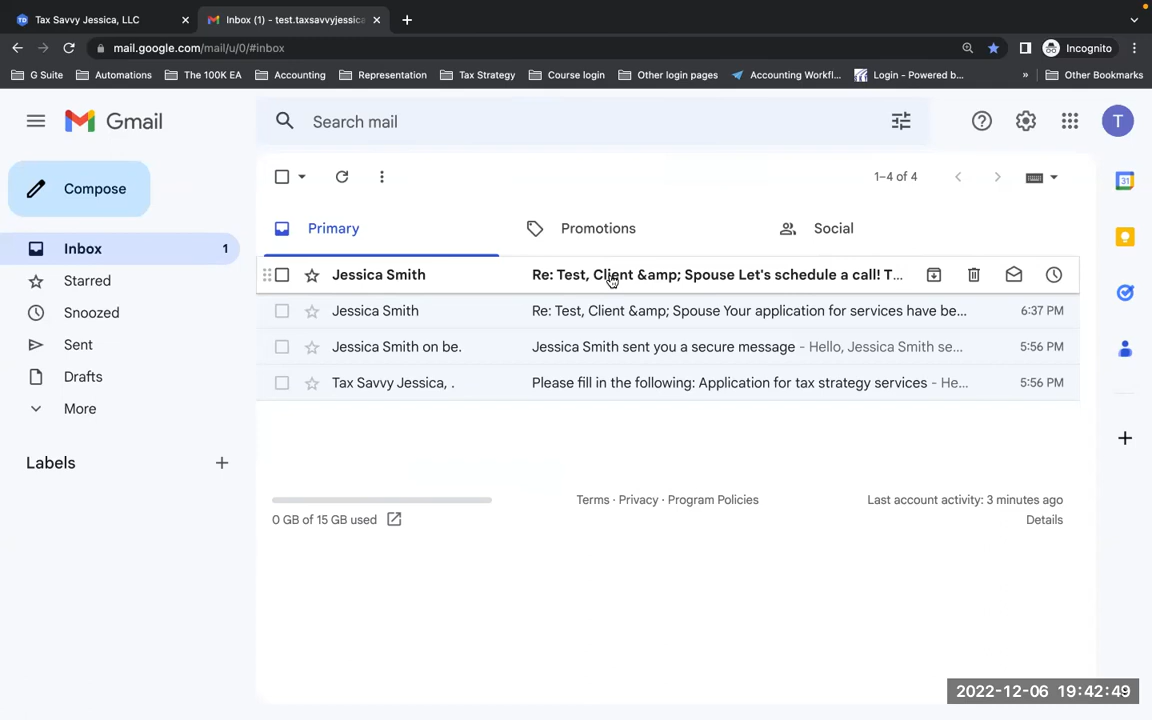 Tax Savvy Jessica, LLC
Inbox (1) - test.taxsavvyjessica
mail.google.com/mail/u/0/#inbox
Incognito
G Suite
Automations
The 100K EA
Accounting
Representation
Tax Strategy
Course login
Other login pages
Accounting Workfl...
Login - Powered b...
»
Other Bookmarks
Gmail
Search mail
T
Compose
1–4 of 4
31
Primary
Promotions
Social
Inbox 1
Starred
Snoozed
Sent
Drafts
More
Labels
Jessica Smith Re: Test, Client &amp; Spouse Let's schedule a call! T...
Jessica Smith Re: Test, Client &amp; Spouse Your application for services have be... 6:37 PM
Jessica Smith on be. Jessica Smith sent you a secure message - Hello, Jessica Smith se... 5:56 PM
Tax Savvy Jessica, . Please fill in the following: Application for tax strategy services - He... 5:56 PM
0 GB of 15 GB used
Terms · Privacy · Program Policies
Last account activity: 3 minutes ago
Details
2022-12-06 19:42:49